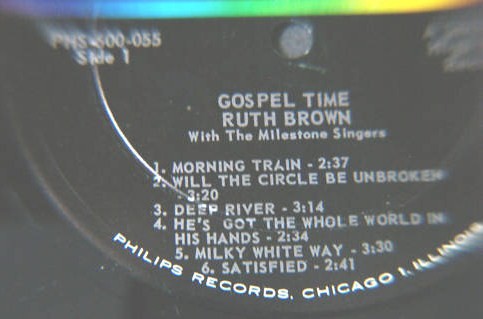 PHS 600-055
Side 1
GOSPEL TIME
RUTH BROWN
With The Milestone Singers
1. MORNING TRAIN - 2:37
2. WILL THE CIRCLE BE UNBROKEN
- 3:20
3. DEEP RIVER - 3:14
4. HE'S GOT THE WHOLE WORLD IN
HIS HANDS - 2:34
5. MILKY WHITE WAY - 3:30
6. SATISFIED - 2:41
PHILIPS RECORDS, CHICAGO 1, ILLINOIS